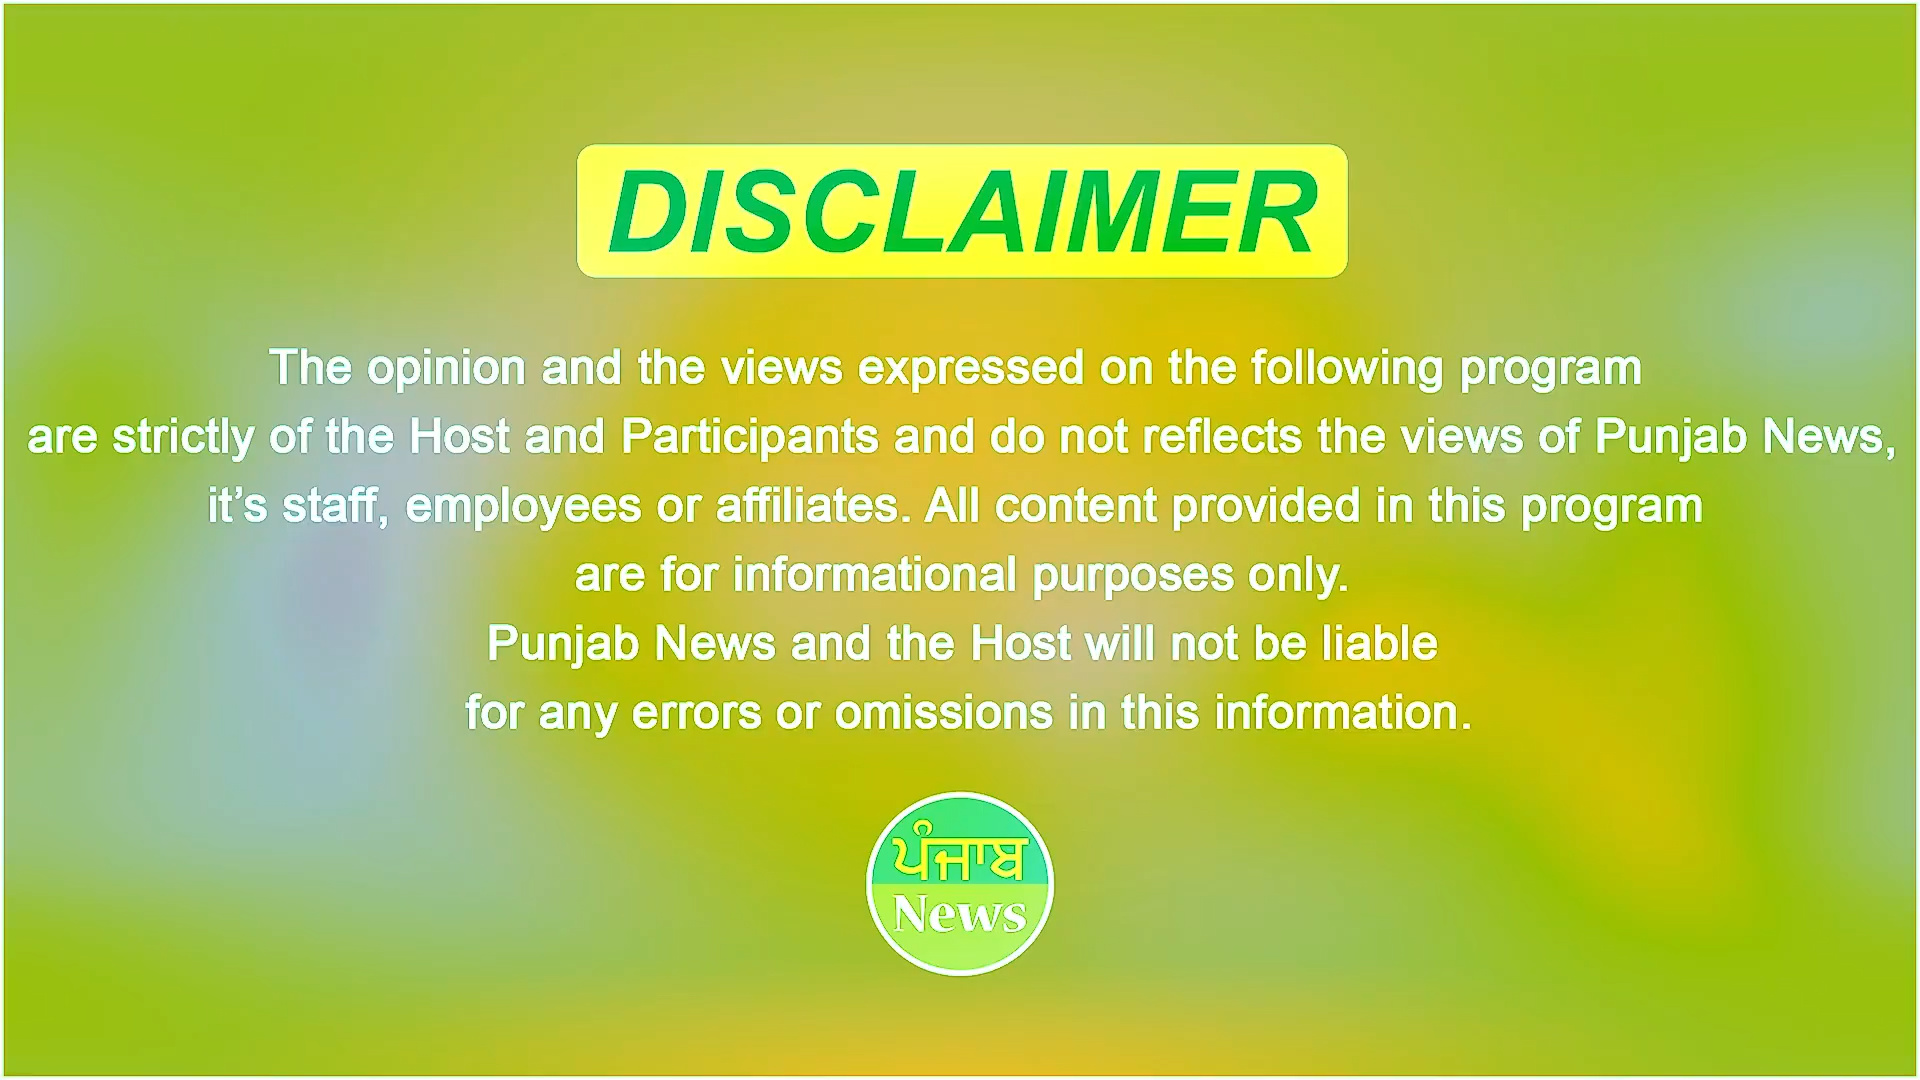 DISCLAIMER
The opinion and the views expressed on the following program
are strictly of the Host and Participants and do not reflects the views of Punjab News,
it’s staff, employees or affiliates. All content provided in this program
are for informational purposes only.
Punjab News and the Host will not be liable
for any errors or omissions in this information.
ਪੰਜਾਬ
News